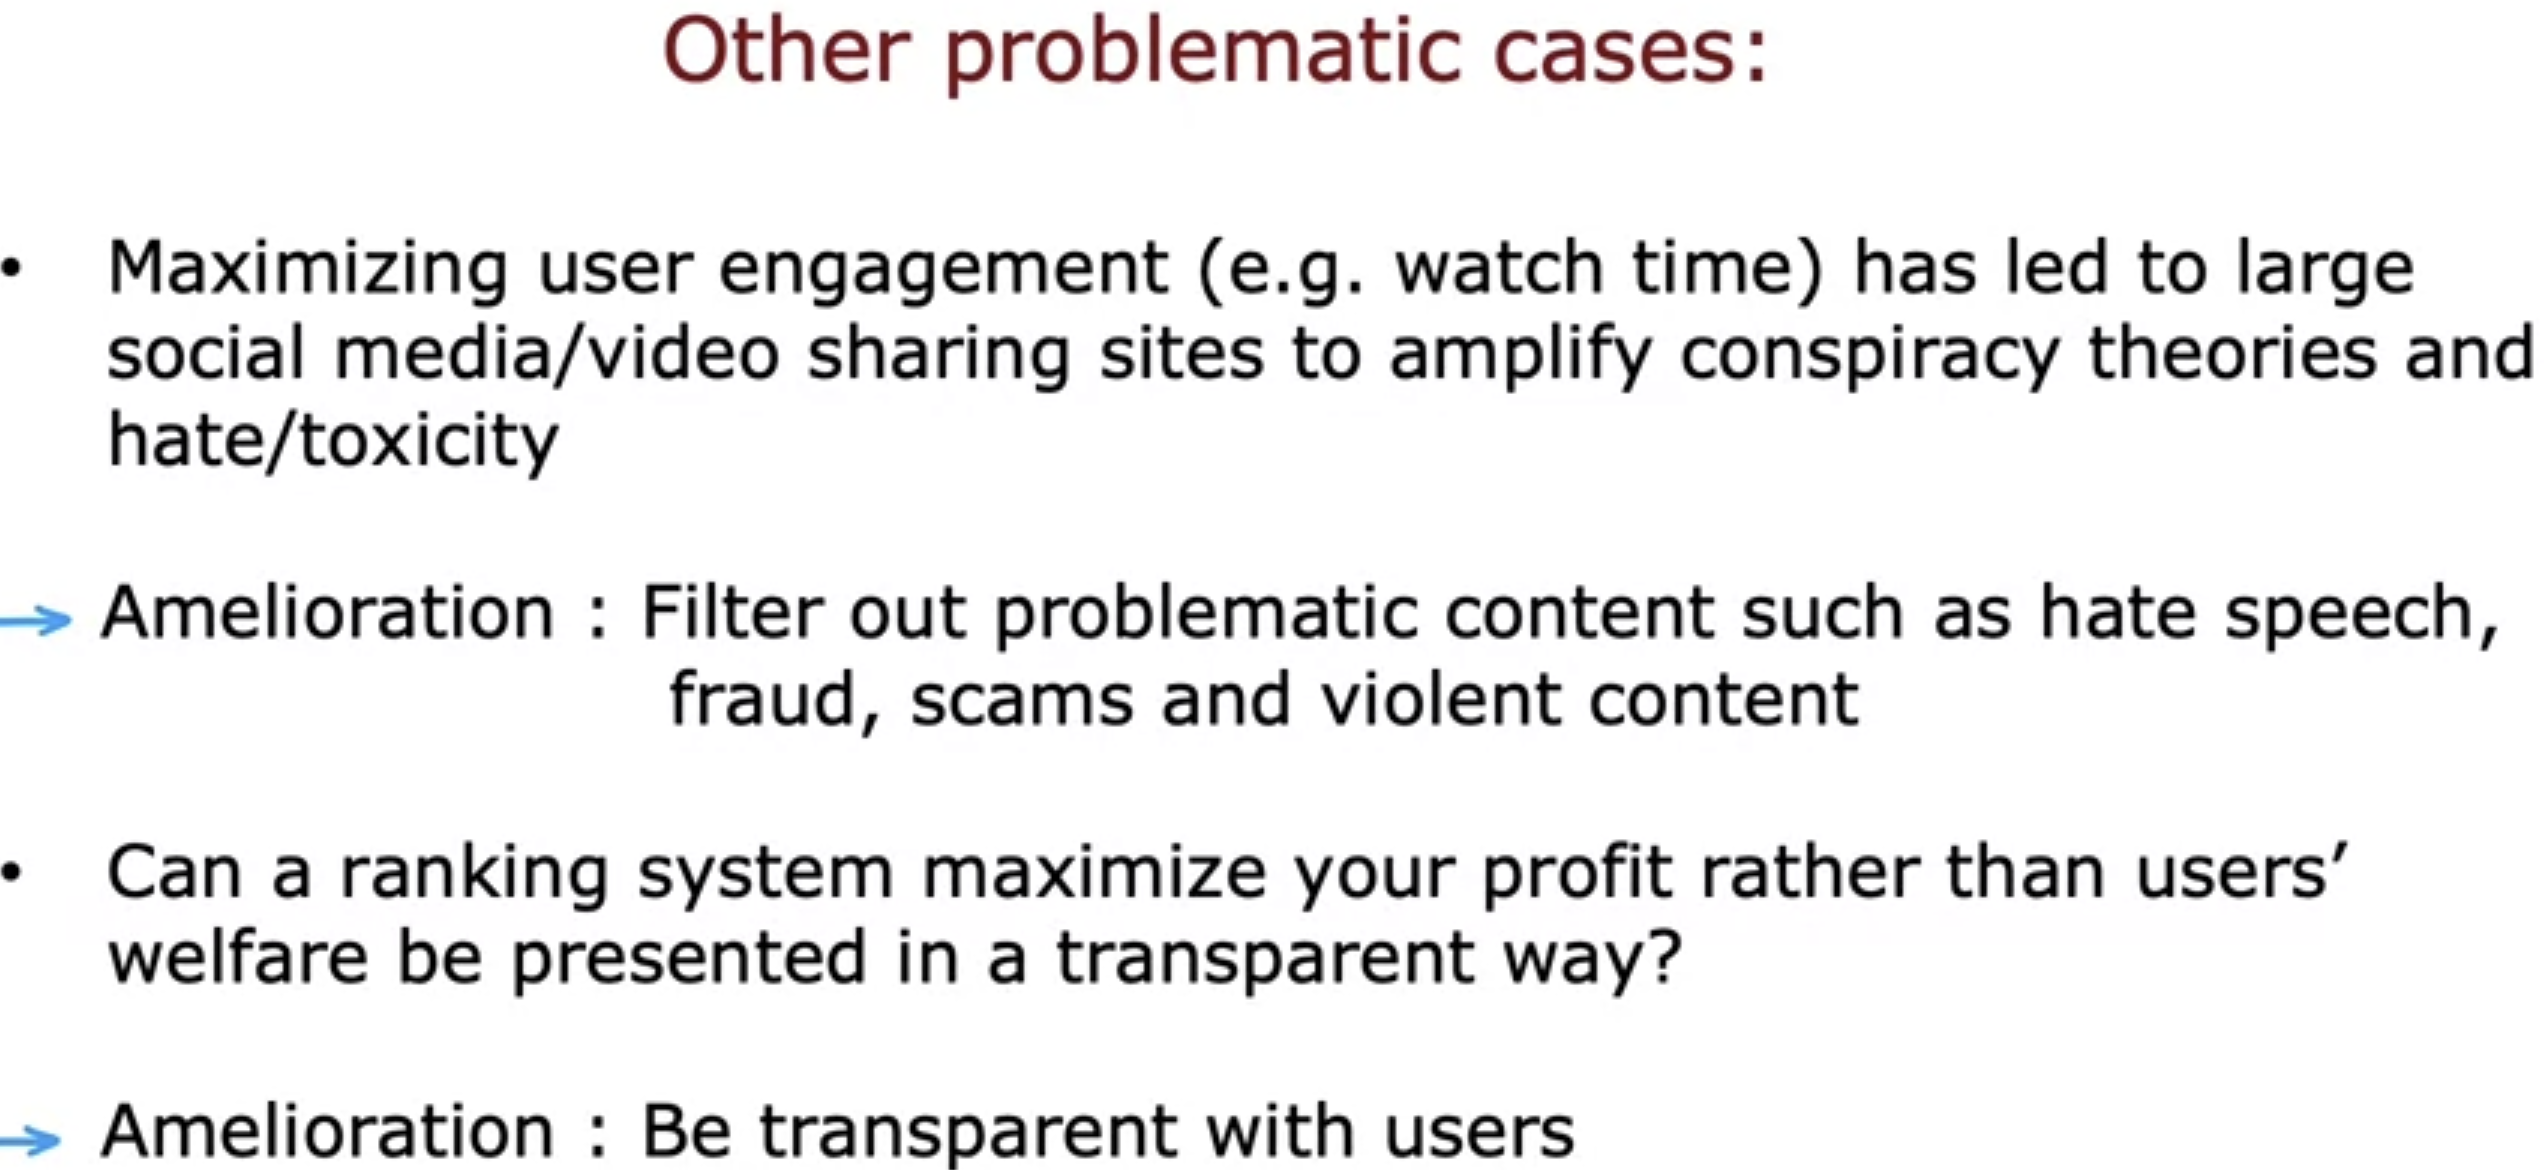 Other problematic cases:
• Maximizing user engagement (e.g. watch time) has led to large
social media/video sharing sites to amplify conspiracy theories and
hate/toxicity
→ Amelioration : Filter out problematic content such as hate speech,
fraud, scams and violent content
• Can a ranking system maximize your profit rather than users’
welfare be presented in a transparent way?
→ Amelioration : Be transparent with users